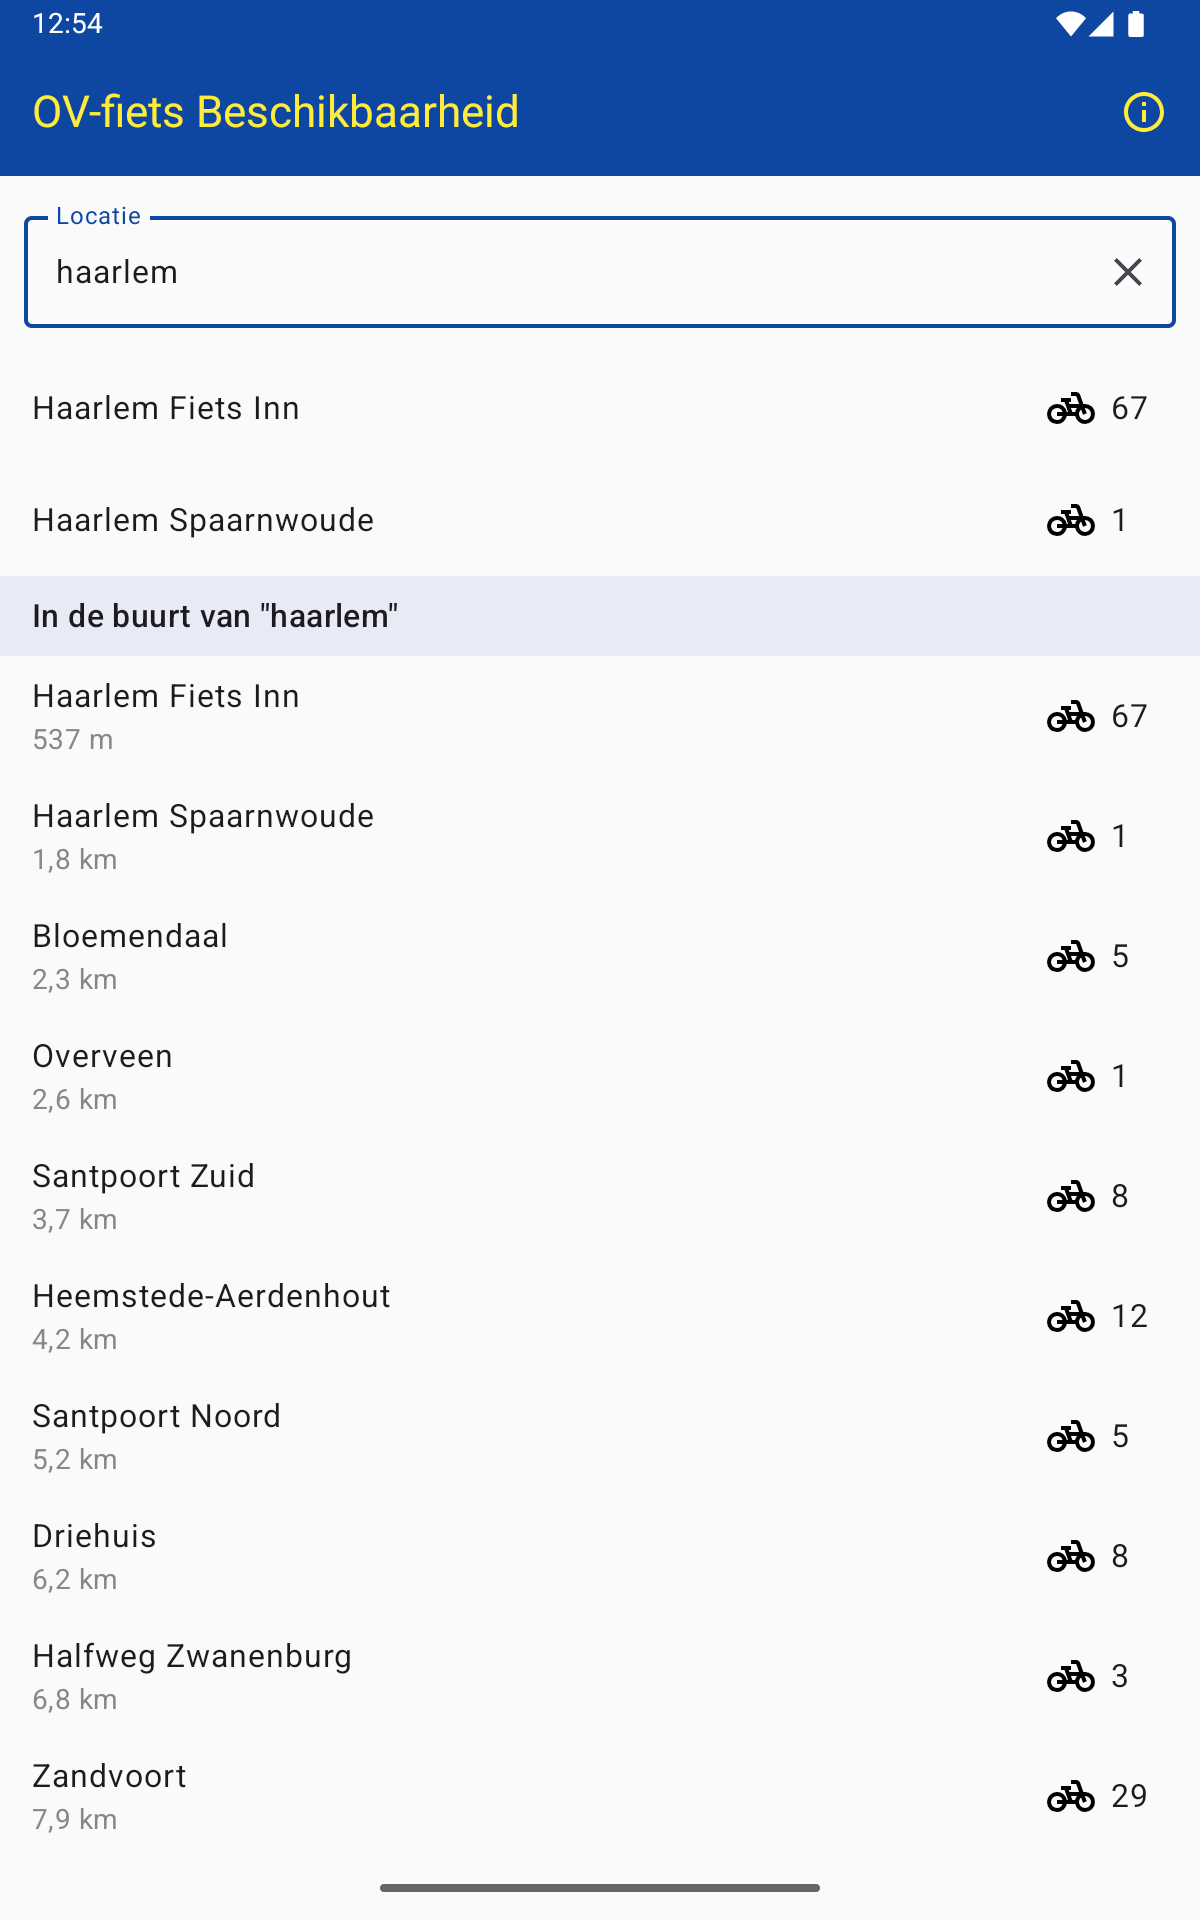 12:54
OV-fiets Beschikbaarheid
Locatie
haarlem
Haarlem Fiets Inn 67
Haarlem Spaarnwoude 1
In de buurt van "haarlem"
Haarlem Fiets Inn 67
537 m
Haarlem Spaarnwoude 1
1,8 km
Bloemendaal 5
2,3 km
Overveen 1
2,6 km
Santpoort Zuid 8
3,7 km
Heemstede-Aerdenhout 12
4,2 km
Santpoort Noord 5
5,2 km
Driehuis 8
6,2 km
Halfweg Zwanenburg 3
6,8 km
Zandvoort 29
7,9 km